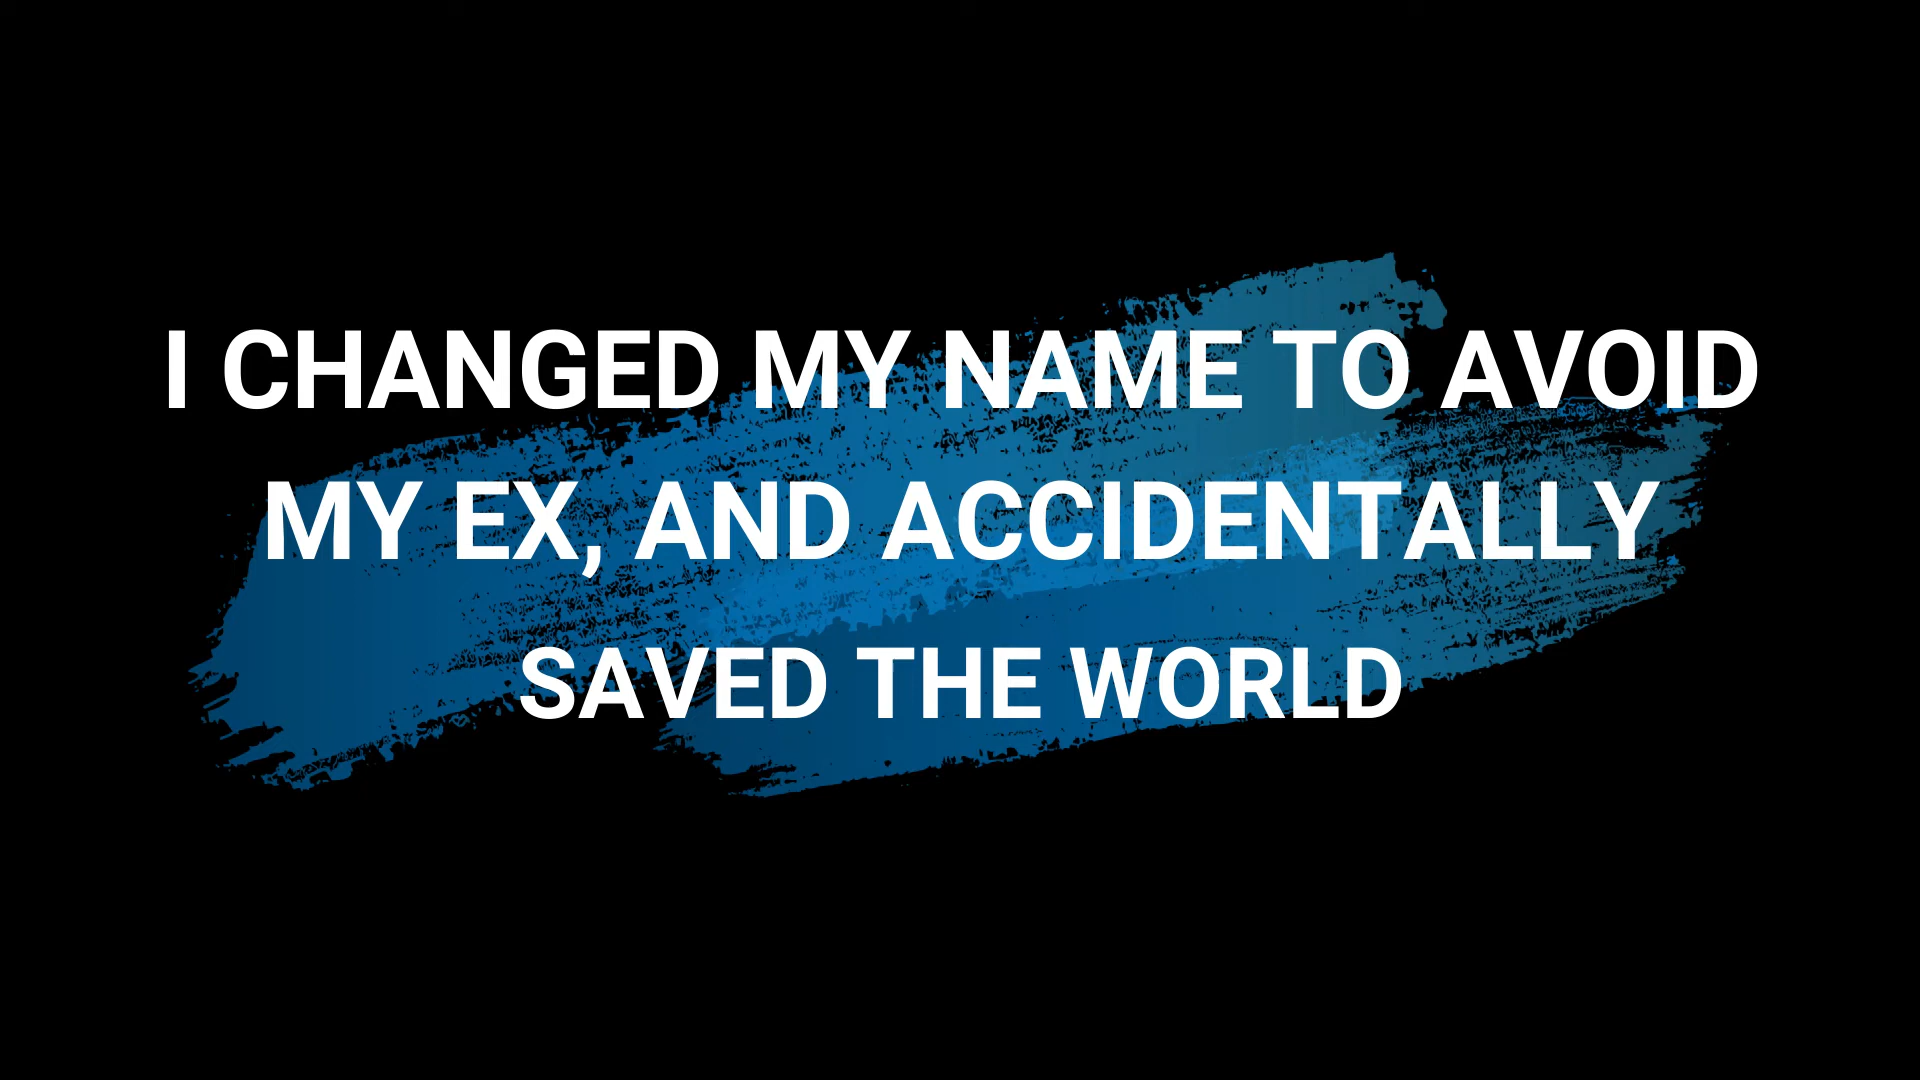 I CHANGED MY NAME TO AVOID
MY EX, AND ACCIDENTALLY
SAVED THE WORLD